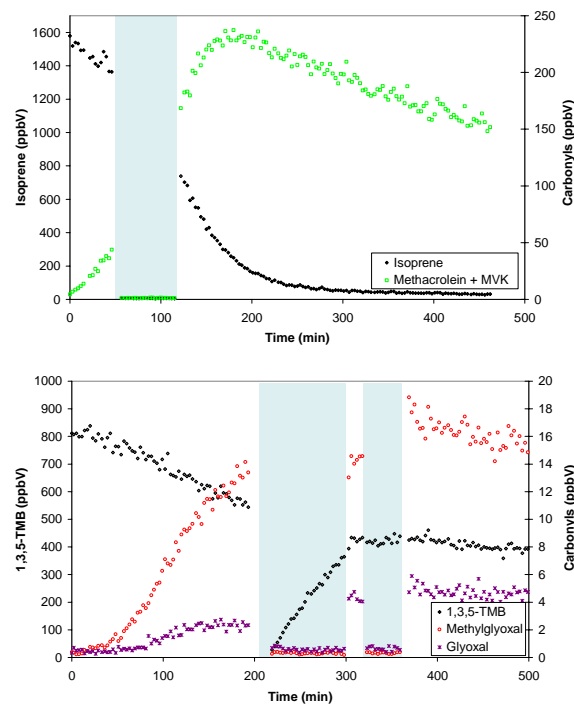 1600
1400
1200
1000
800
600
400
200
0
Isoprene (ppbV)
250
200
150
100
50
0
Carbonyls (ppbV)
Isoprene
Methacrolein + MVK
0 100 200 300 400 500
Time (min)
1000
900
800
700
600
500
400
300
200
100
0
1,3,5-TMB (ppbV)
20
18
16
14
12
10
8
6
4
2
0
Carbonyls (ppbV)
1,3,5-TMB
Methylglyoxal
Glyoxal
0 100 200 300 400 500
Time (min)